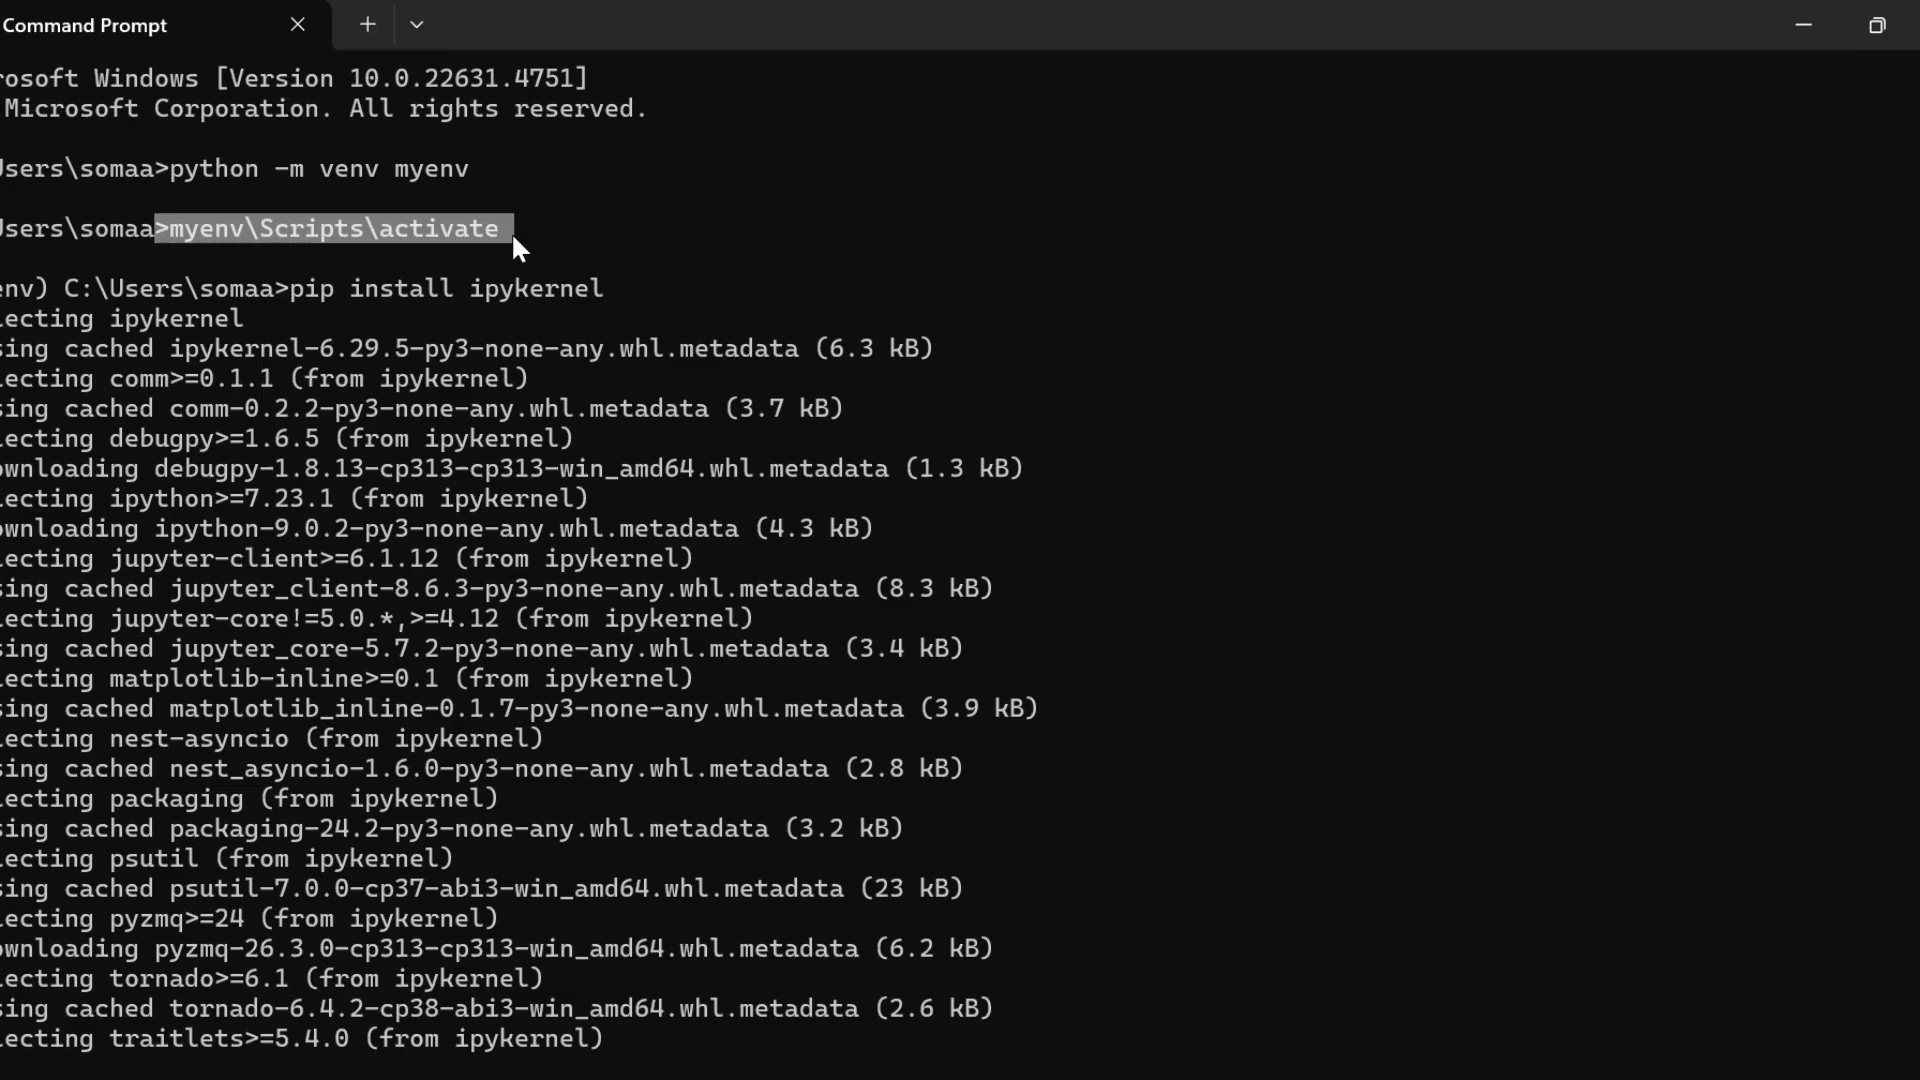 Command Prompt
rosoft Windows [Version 10.0.22631.4751]
Microsoft Corporation. All rights reserved.
Users\somaa>python -m venv myenv
Users\somaa>myenv\Scripts\activate
env) C:\Users\somaa>pip install ipykernel
lecting ipykernel
sing cached ipykernel-6.29.5-py3-none-any.whl.metadata (6.3 kB)
lecting comm>=0.1.1 (from ipykernel)
sing cached comm-0.2.2-py3-none-any.whl.metadata (3.7 kB)
lecting debugpy>=1.6.5 (from ipykernel)
ownloading debugpy-1.8.13-cp313-cp313-win_amd64.whl.metadata (1.3 kB)
lecting ipython>=7.23.1 (from ipykernel)
ownloading ipython-9.0.2-py3-none-any.whl.metadata (4.3 kB)
lecting jupyter-client>=6.1.12 (from ipykernel)
sing cached jupyter_client-8.6.3-py3-none-any.whl.metadata (8.3 kB)
lecting jupyter-core!=5.0.*,>=4.12 (from ipykernel)
sing cached jupyter_core-5.7.2-py3-none-any.whl.metadata (3.4 kB)
lecting matplotlib-inline>=0.1 (from ipykernel)
sing cached matplotlib_inline-0.1.7-py3-none-any.whl.metadata (3.9 kB)
lecting nest-asyncio (from ipykernel)
sing cached nest_asyncio-1.6.0-py3-none-any.whl.metadata (2.8 kB)
lecting packaging (from ipykernel)
sing cached packaging-24.2-py3-none-any.whl.metadata (3.2 kB)
lecting psutil (from ipykernel)
sing cached psutil-7.0.0-cp37-abi3-win_amd64.whl.metadata (23 kB)
lecting pyzmq>=24 (from ipykernel)
ownloading pyzmq-26.3.0-cp313-cp313-win_amd64.whl.metadata (6.2 kB)
lecting tornado>=6.1 (from ipykernel)
sing cached tornado-6.4.2-cp38-abi3-win_amd64.whl.metadata (2.6 kB)
lecting traitlets>=5.4.0 (from ipykernel)